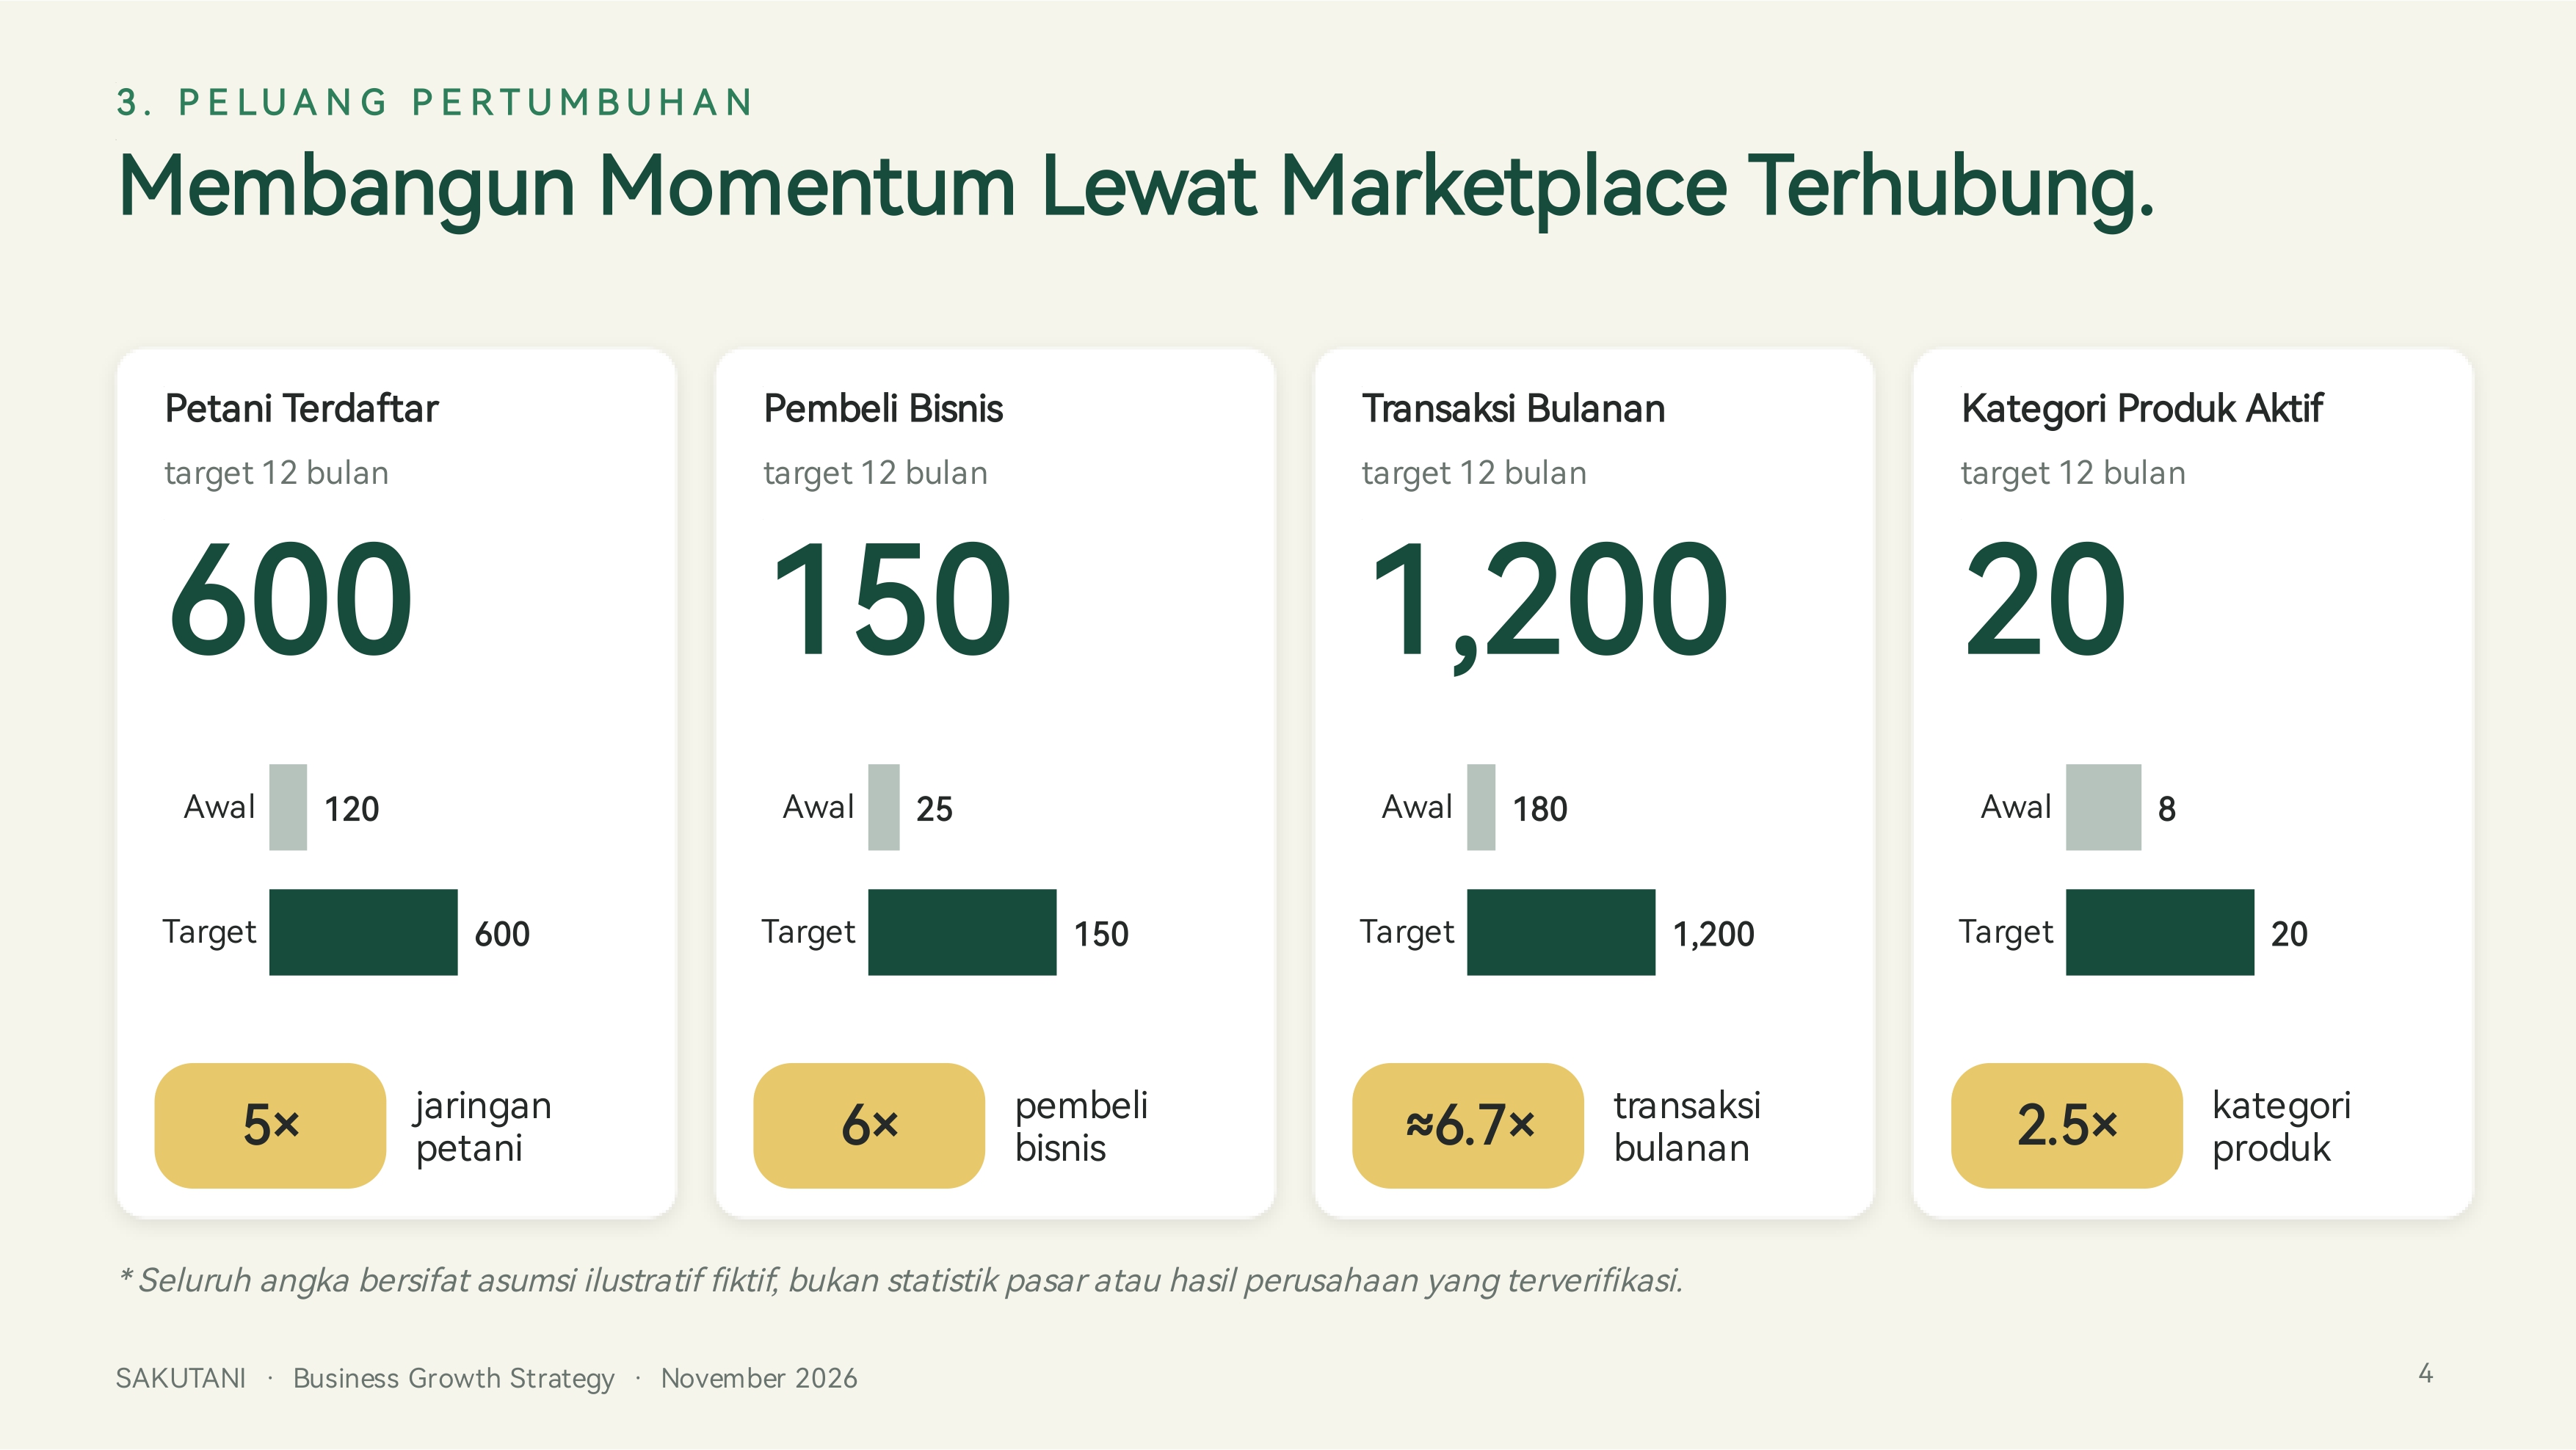 3. PELUANG PERTUMBUHAN
Membangun Momentum Lewat Marketplace Terhubung.
Petani Terdaftar
target 12 bulan
600
Awal 120
Target 600
5× jaringan
petani
Pembeli Bisnis
target 12 bulan
150
Awal 25
Target 150
6× pembeli
bisnis
Transaksi Bulanan
target 12 bulan
1,200
Awal 180
Target 1,200
≈6.7× transaksi
bulanan
Kategori Produk Aktif
target 12 bulan
20
Awal 8
Target 20
2.5× kategori
produk
* Seluruh angka bersifat asumsi ilustratif fiktif, bukan statistik pasar atau hasil perusahaan yang terverifikasi.
SAKUTANI · Business Growth Strategy · November 2026
4